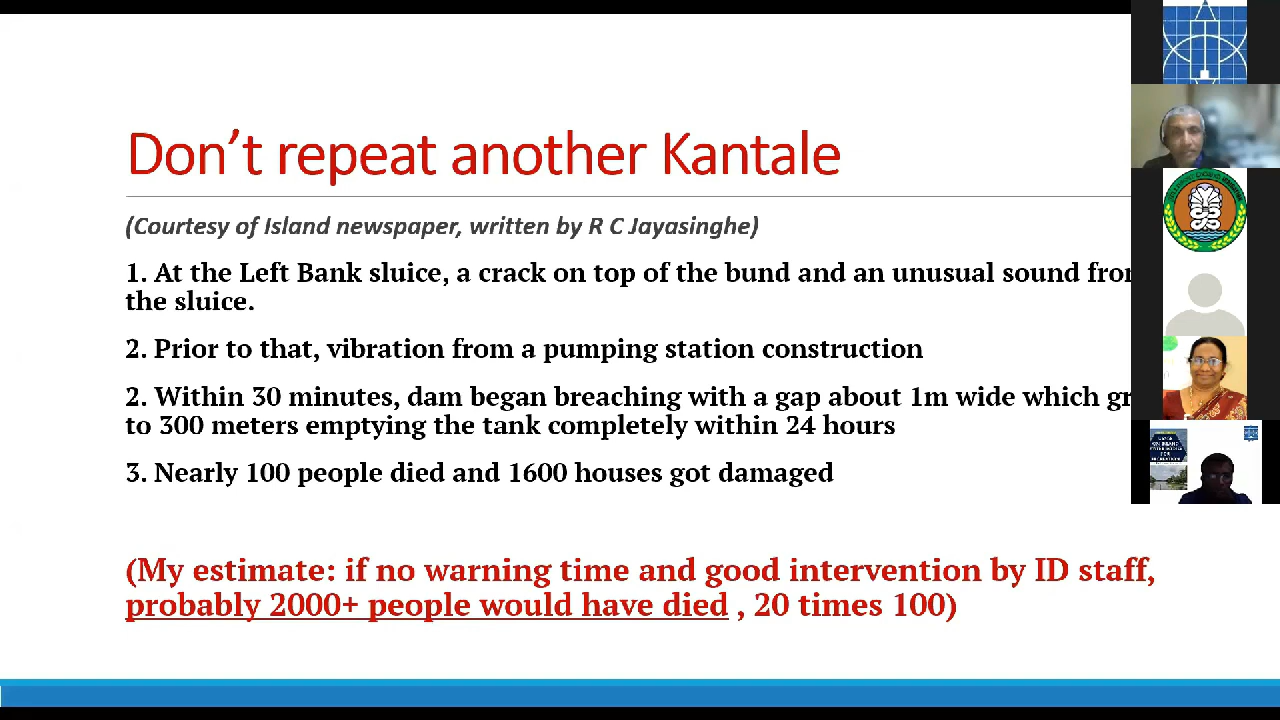 Don’t repeat another Kantale
(Courtesy of Island newspaper, written by R C Jayasinghe)
1. At the Left Bank sluice, a crack on top of the bund and an unusual sound
the sluice.
2. Prior to that, vibration from a pumping station construction
2. Within 30 minutes, dam began breaching with a gap about 1m wide which
to 300 meters emptying the tank completely within 24 hours
3. Nearly 100 people died and 1600 houses got damaged
(My estimate: if no warning time and good intervention by ID staff,
probably 2000+ people would have died , 20 times 100)